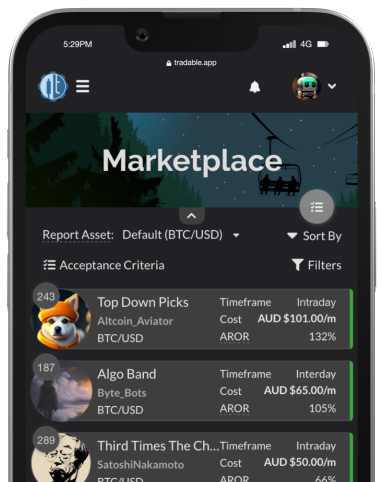 5:29PM
4G
tradable.app
nt
Marketplace
Report Asset: Default (BTC/USD)
Sort By
Acceptance Criteria
Filters
243
Top Down Picks
Timeframe Intraday
Altcoin_Aviator
Cost AUD $101.00/m
BTC/USD
AROR 132%
187
Algo Band
Timeframe Interday
Byte_Bots
Cost AUD $65.00/m
BTC/USD
AROR 105%
289
Third Times The Ch...
Timeframe Intraday
SatoshiNakamoto
Cost AUD $50.00/m
BTC/USD
AROR 66%